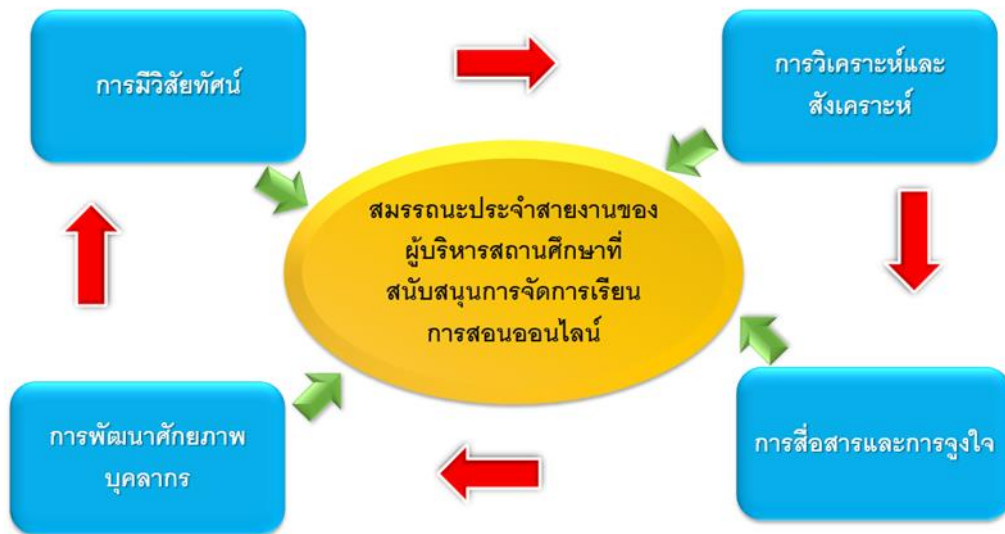 การมีวิสัยทัศน์
การวิเคราะห์และ
สังเคราะห์
สมรรถนะประจำสายงานของ
ผู้บริหารสถานศึกษาที่
สนับสนุนการจัดการเรียน
การสอนออนไลน์
การพัฒนาศักยภาพ
บุคลากร
การสื่อสารและการจูงใจ